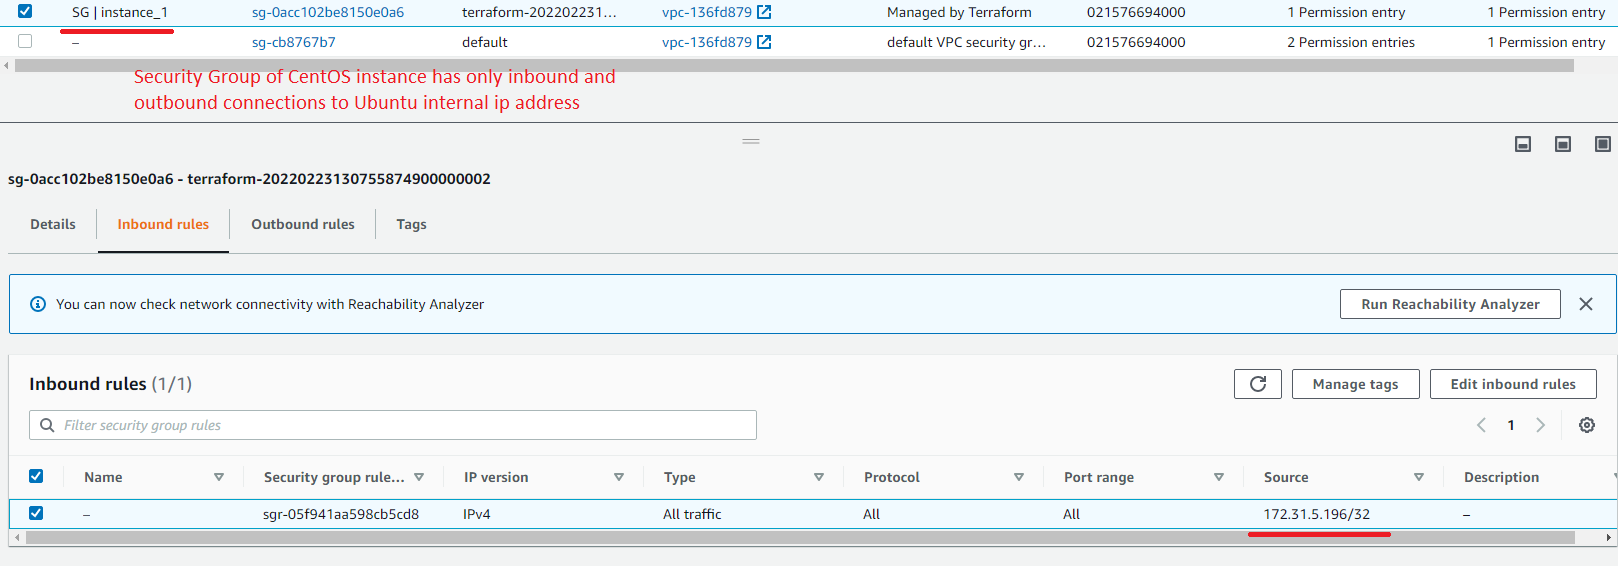 SG | instance_1 sg-0acc102be8150e0a6 terraform-202202231... vpc-136fd879 Managed by Terraform 021576694000 1 Permission entry 1 Permission entry
– sg-cb8767b7 default vpc-136fd879 default VPC security gr... 021576694000 2 Permission entries 1 Permission entry
Security Group of CentOS instance has only inbound and
outbound connections to Ubuntu internal ip address
sg-0acc102be8150e0a6 - terraform-20220223130755874900000002
Details Inbound rules Outbound rules Tags
You can now check network connectivity with Reachability Analyzer Run Reachability Analyzer
Inbound rules (1/1) Manage tags Edit inbound rules
Filter security group rules 1
Name Security group rule... IP version Type Protocol Port range Source Description
– sgr-05f941aa598cb5cd8 IPv4 All traffic All All 172.31.5.196/32 –